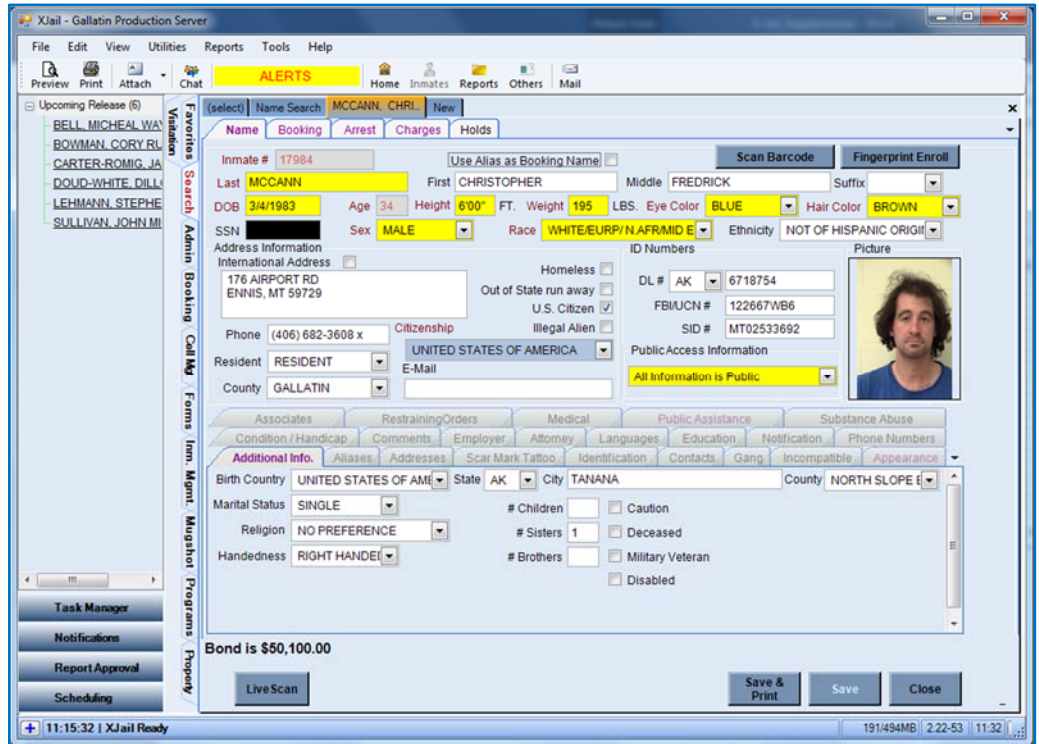 XJail - Gallatin Production Server
File Edit View Utilities Reports Tools Help
Preview Print Attach Chat ALERTS Home Inmates Reports Others Mail
Upcoming Release (6)
BELL, MICHEAL WAY
BOWMAN, CORY RU
CARTER-ROMIG, JA
DOUD-WHITE, DILL
LEHMANN, STEPHE
SULLIVAN, JOHN MI
Task Manager
Notifications
Report Approval
Scheduling
Visitation
Favorites
Search
Admin
Booking
Cell Mg
Forms
Inm. Mgmt.
Mugshot
Programs
Property
(select) Name Search MCCANN, CHRI... New x
Name Booking Arrest Charges Holds
Inmate # 17984 Use Alias as Booking Name Scan Barcode Fingerprint Enroll
Last MCCANN First CHRISTOPHER Middle FREDRICK Suffix
DOB 3/4/1983 Age 34 Height 6'00" FT. Weight 195 LBS. Eye Color BLUE Hair Color BROWN
SSN Sex MALE Race WHITE/EURP/ N.AFR/MID E Ethnicity NOT OF HISPANIC ORIGI
Address Information ID Numbers Picture
International Address
176 AIRPORT RD
ENNIS, MT 59729
Homeless
Out of State run away
U.S. Citizen
Illegal Alien
DL # AK 6718754
FBI/UCN # 122667WB6
SID # MT02533692
Phone (406) 682-3608 x Citizenship
UNITED STATES OF AMERICA
Resident RESIDENT E-Mail
County GALLATIN
Public Access Information
All Information is Public
Associates RestrainingOrders Medical Public Assistance Substance Abuse
Condition / Handicap Comments Employer Attorney Languages Education Notification Phone Numbers
Additional Info. Aliases Addresses Scar Mark Tattoo Identification Contacts Gang Incompatible Appearance
Birth Country UNITED STATES OF AME State AK City TANANA County NORTH SLOPE E
Marital Status SINGLE # Children Caution
Religion NO PREFERENCE # Sisters 1 Deceased
Handedness RIGHT HANDED # Brothers Military Veteran
Disabled
Bond is $50,100.00
LiveScan Save & Print Save Close
11:15:32 | XJail Ready 191/494MB 2.22-53 11:32